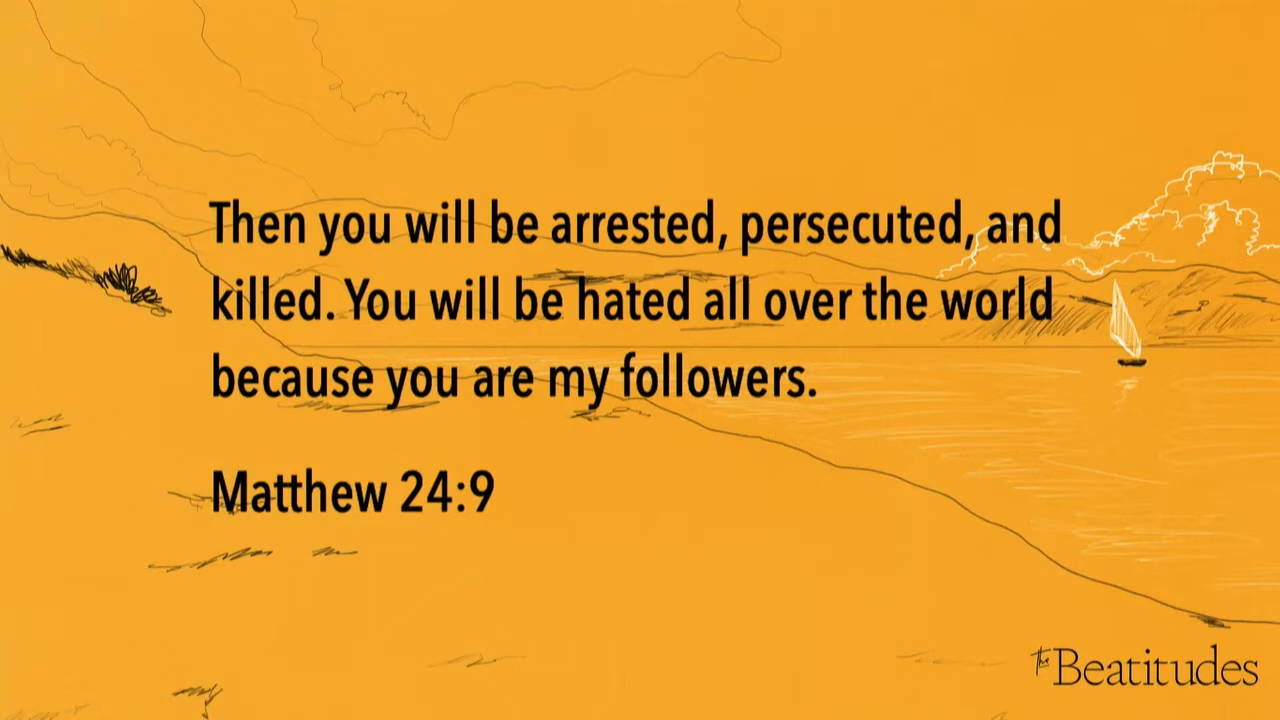 Then you will be arrested, persecuted, and
killed. You will be hated all over the world
because you are my followers.
Matthew 24:9
the Beatitudes